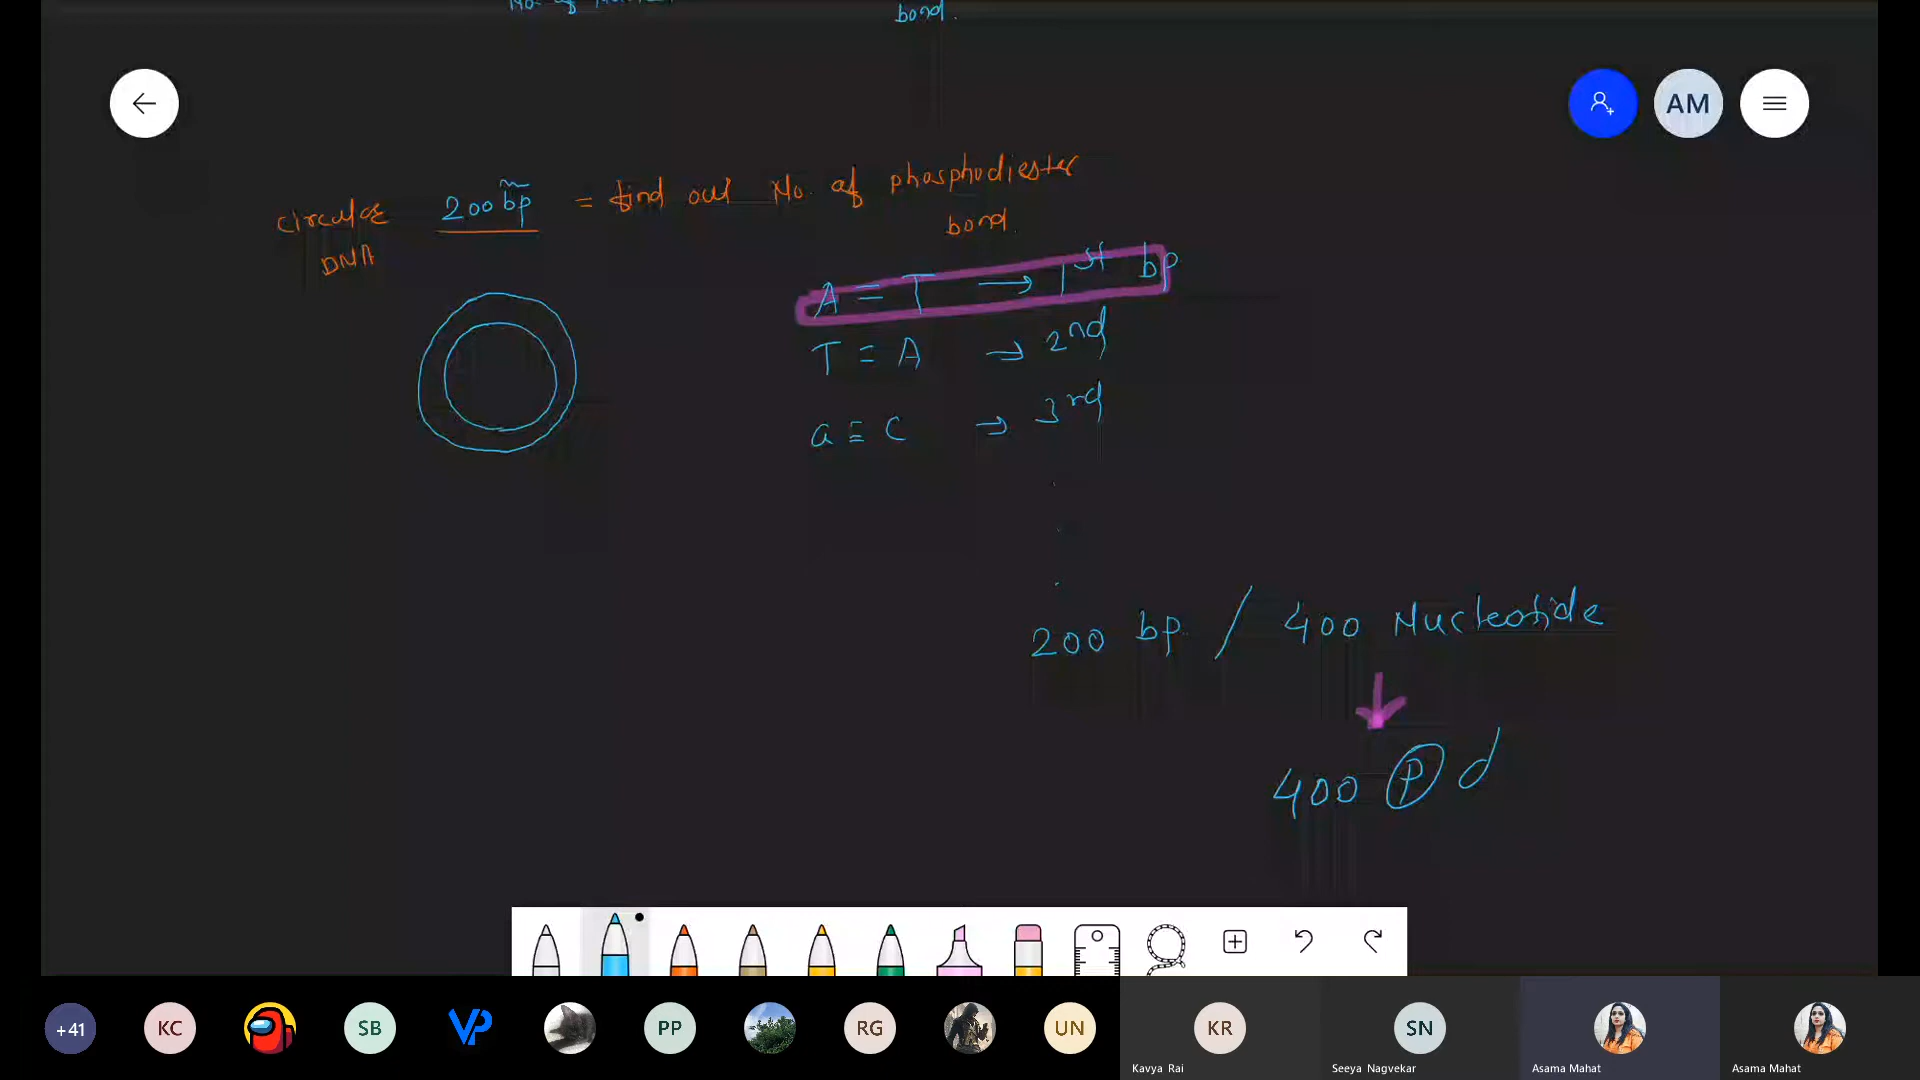 bond.
AM
circular 200 bp = find out No. of phosphodiester
DNA bond.
A = T → 1st bp
T = A → 2nd
G ≡ C → 3rd
200 bp / 400 Nucleotide
400 P d
+41
KC
SB
VP
PP
RG
UN
KR
SN
Kavya Rai
Seeya Nagvekar
Asama Mahat
Asama Mahat